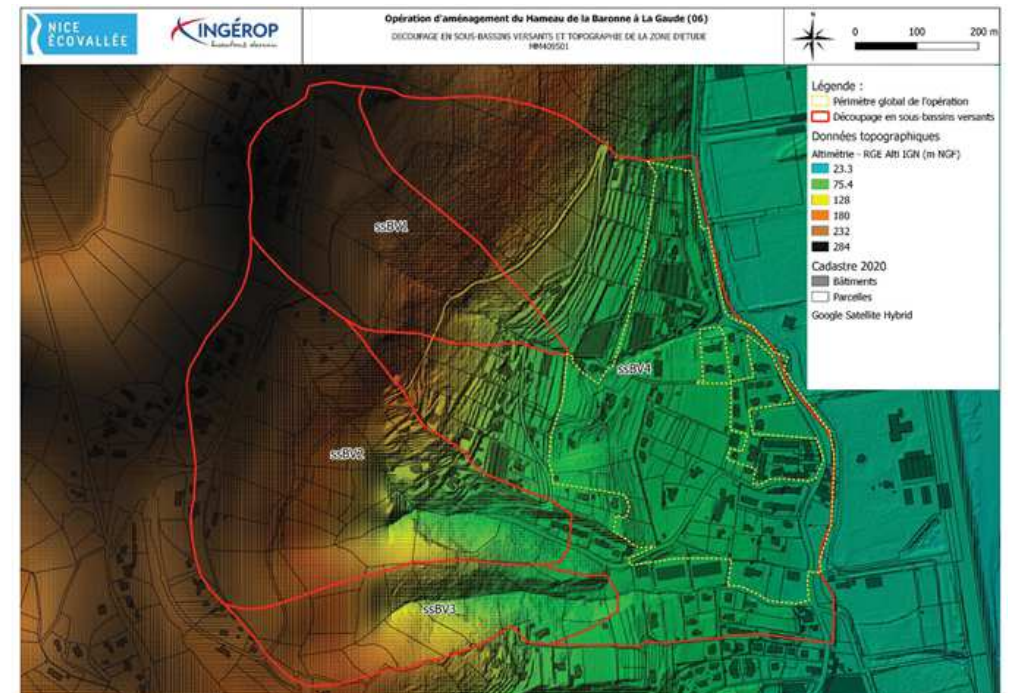 NICE
ÉCOVALLÉE
INGÉROP
Opération d'aménagement du Hameau de la Baronne à La Gaude (06)
DECOUPAGE EN SOUS-BASSINS VERSANTS ET TOPOGRAPHIE DE LA ZONE D'ETUDE
N
0 100 200 m
Légende :
Périmètre global de l'opération
Découpage en sous-bassins versants
Données topographiques
Altimétrie - RGE Alti IGN (m NGF)
23.3
75.4
128
180
232
284
Cadastre 2020
Bâtiments
Parcelles
Google Satellite Hybrid
ssBV1
ssBV4
ssBV2
ssBV3